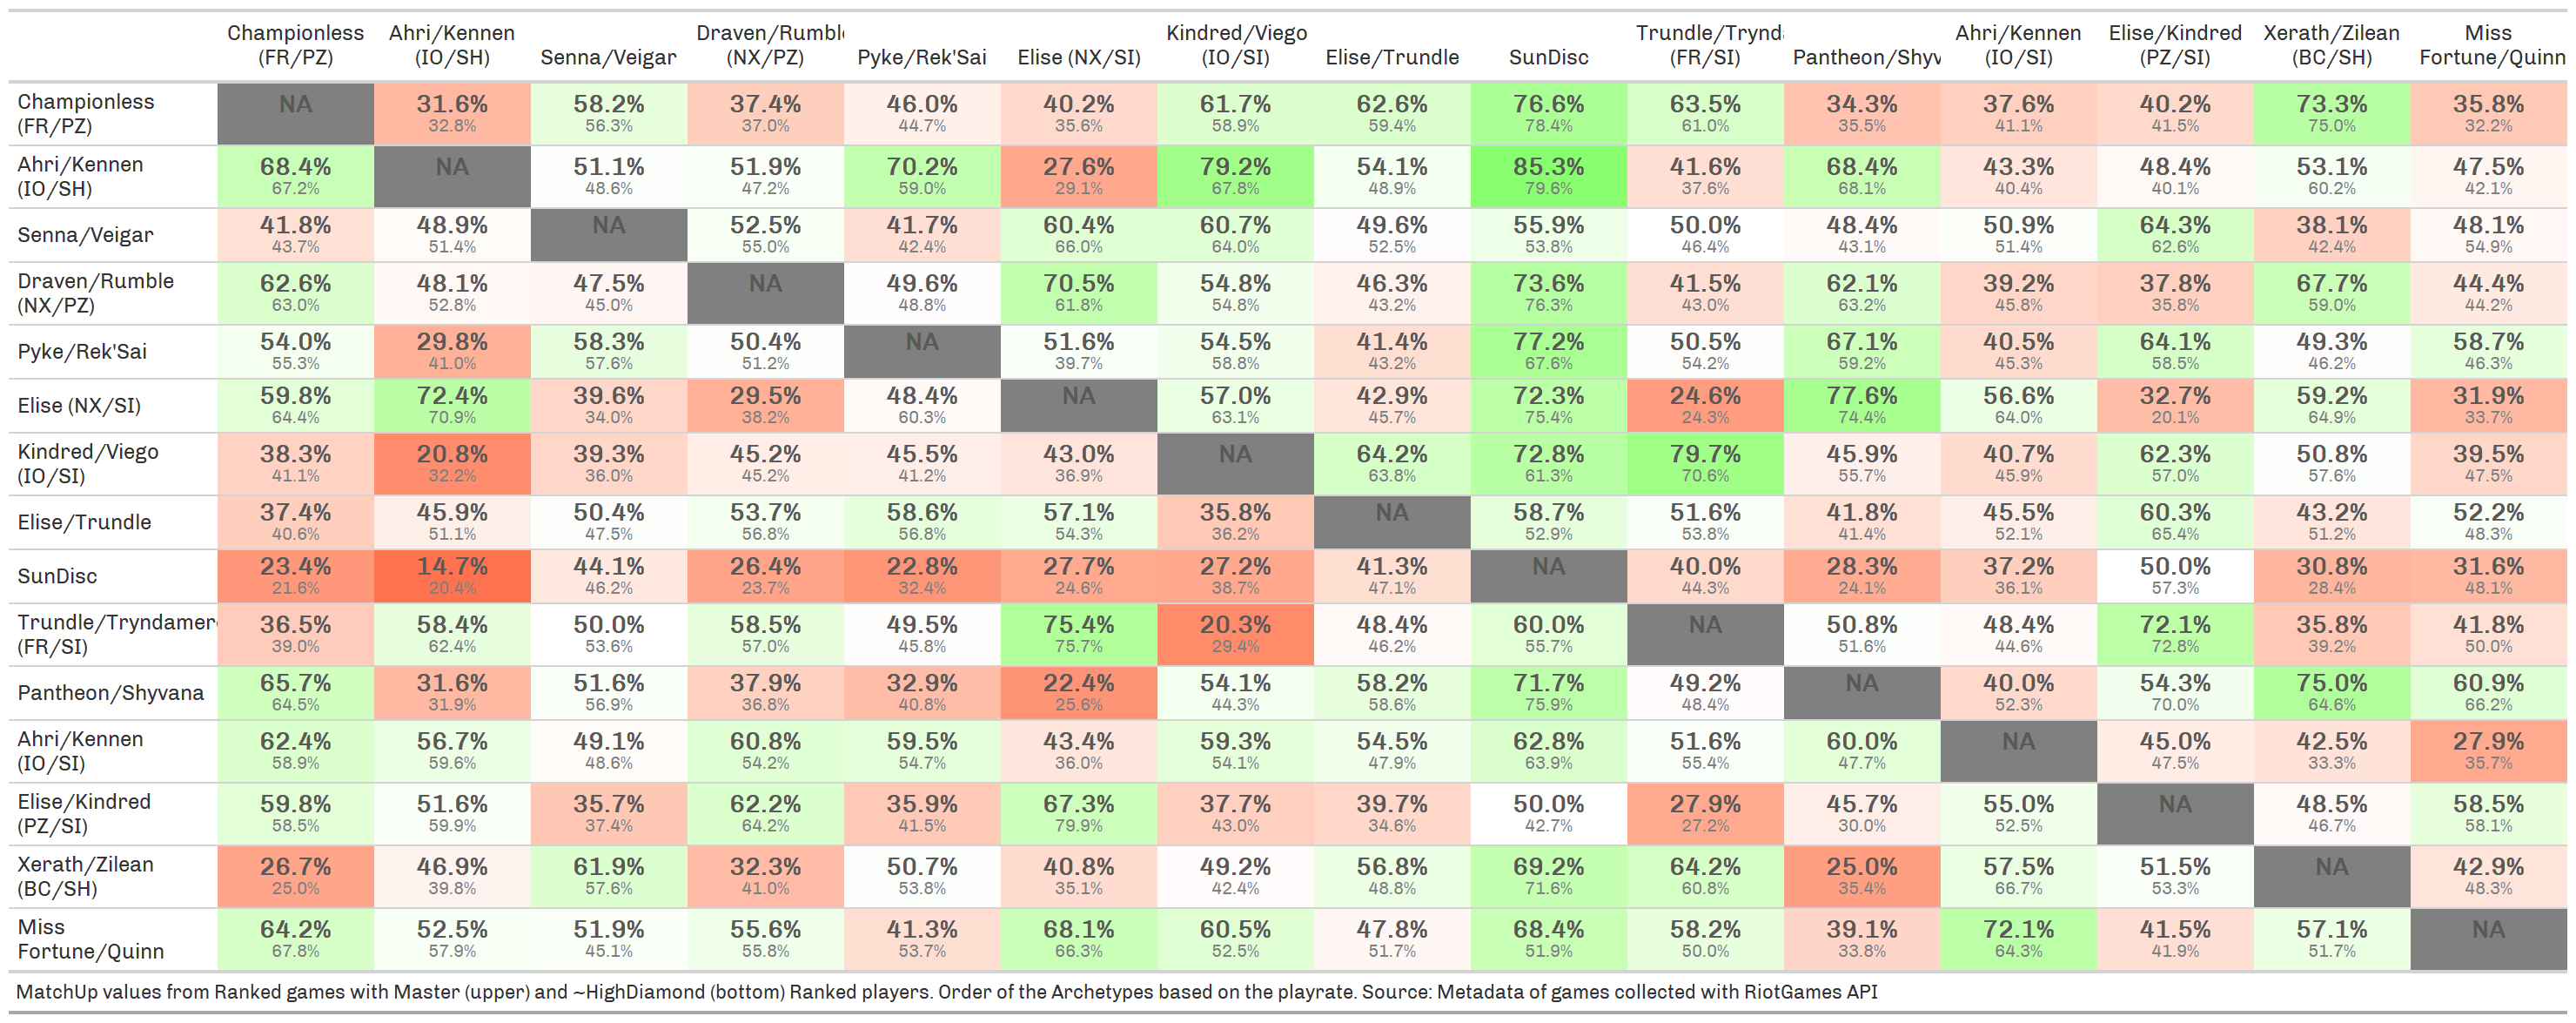 Championless Ahri/Kennen Draven/Rumbl Kindred/Viego Trundle/Trynd Ahri/Kennen Elise/Kindred Xerath/Zilean Miss
(FR/PZ) (IO/SH) Senna/Veigar (NX/PZ) Pyke/Rek'Sai Elise (NX/SI) (IO/SI) Elise/Trundle SunDisc (FR/SI) Pantheon/Shyv (IO/SI) (PZ/SI) (BC/SH) Fortune/Quinn
Championless NA 31.6% 58.2% 37.4% 46.0% 40.2% 61.7% 62.6% 76.6% 63.5% 34.3% 37.6% 40.2% 73.3% 35.8%
(FR/PZ) 32.8% 56.3% 37.0% 44.7% 35.6% 58.9% 59.4% 78.4% 61.0% 35.5% 41.1% 41.5% 75.0% 32.2%
Ahri/Kennen 68.4% NA 51.1% 51.9% 70.2% 27.6% 79.2% 54.1% 85.3% 41.6% 68.4% 43.3% 48.4% 53.1% 47.5%
(IO/SH) 67.2% 48.6% 47.2% 59.0% 29.1% 67.8% 48.9% 79.6% 37.6% 68.1% 40.4% 40.1% 60.2% 42.1%
Senna/Veigar 41.8% 48.9% NA 52.5% 41.7% 60.4% 60.7% 49.6% 55.9% 50.0% 48.4% 50.9% 64.3% 38.1% 48.1%
43.7% 51.4% 55.0% 42.4% 66.0% 64.0% 52.5% 53.8% 46.4% 43.1% 51.4% 62.6% 42.4% 54.9%
Draven/Rumble 62.6% 48.1% 47.5% NA 49.6% 70.5% 54.8% 46.3% 73.6% 41.5% 62.1% 39.2% 37.8% 67.7% 44.4%
(NX/PZ) 63.0% 52.8% 45.0% 48.8% 61.8% 54.8% 43.2% 76.3% 43.0% 63.2% 45.8% 35.8% 59.0% 44.2%
Pyke/Rek'Sai 54.0% 29.8% 58.3% 50.4% NA 51.6% 54.5% 41.4% 77.2% 50.5% 67.1% 40.5% 64.1% 49.3% 58.7%
55.3% 41.0% 57.6% 51.2% 39.7% 58.8% 43.2% 67.6% 54.2% 59.2% 45.3% 58.5% 46.2% 46.3%
Elise (NX/SI) 59.8% 72.4% 39.6% 29.5% 48.4% NA 57.0% 42.9% 72.3% 24.6% 77.6% 56.6% 32.7% 59.2% 31.9%
64.4% 70.9% 34.0% 38.2% 60.3% 63.1% 45.7% 75.4% 24.3% 74.4% 64.0% 20.1% 64.9% 33.7%
Kindred/Viego 38.3% 20.8% 39.3% 45.2% 45.5% 43.0% NA 64.2% 72.8% 79.7% 45.9% 40.7% 62.3% 50.8% 39.5%
(IO/SI) 41.1% 32.2% 36.0% 45.2% 41.2% 36.9% 63.8% 61.3% 70.6% 55.7% 45.9% 57.0% 57.6% 47.5%
Elise/Trundle 37.4% 45.9% 50.4% 53.7% 58.6% 57.1% 35.8% NA 58.7% 51.6% 41.8% 45.5% 60.3% 43.2% 52.2%
40.6% 51.1% 47.5% 56.8% 56.8% 54.3% 36.2% 52.9% 53.8% 41.4% 52.1% 65.4% 51.2% 48.3%
SunDisc 23.4% 14.7% 44.1% 26.4% 22.8% 27.7% 27.2% 41.3% NA 40.0% 28.3% 37.2% 50.0% 30.8% 31.6%
21.6% 20.4% 46.2% 23.7% 32.4% 24.6% 38.7% 47.1% 44.3% 24.1% 36.1% 57.3% 28.4% 48.1%
Trundle/Tryndamer 36.5% 58.4% 50.0% 58.5% 49.5% 75.4% 20.3% 48.4% 60.0% NA 50.8% 48.4% 72.1% 35.8% 41.8%
(FR/SI) 39.0% 62.4% 53.6% 57.0% 45.8% 75.7% 29.4% 46.2% 55.7% 51.6% 44.6% 72.8% 39.2% 50.0%
Pantheon/Shyvana 65.7% 31.6% 51.6% 37.9% 32.9% 22.4% 54.1% 58.2% 71.7% 49.2% NA 40.0% 54.3% 75.0% 60.9%
64.5% 31.9% 56.9% 36.8% 40.8% 25.6% 44.3% 58.6% 75.9% 48.4% 52.3% 70.0% 64.6% 66.2%
Ahri/Kennen 62.4% 56.7% 49.1% 60.8% 59.5% 43.4% 59.3% 54.5% 62.8% 51.6% 60.0% NA 45.0% 42.5% 27.9%
(IO/SI) 58.9% 59.6% 48.6% 54.2% 54.7% 36.0% 54.1% 47.9% 63.9% 55.4% 47.7% 47.5% 33.3% 35.7%
Elise/Kindred 59.8% 51.6% 35.7% 62.2% 35.9% 67.3% 37.7% 39.7% 50.0% 27.9% 45.7% 55.0% NA 48.5% 58.5%
(PZ/SI) 58.5% 59.9% 37.4% 64.2% 41.5% 79.9% 43.0% 34.6% 42.7% 27.2% 30.0% 52.5% 46.7% 58.1%
Xerath/Zilean 26.7% 46.9% 61.9% 32.3% 50.7% 40.8% 49.2% 56.8% 69.2% 64.2% 25.0% 57.5% 51.5% NA 42.9%
(BC/SH) 25.0% 39.8% 57.6% 41.0% 53.8% 35.1% 42.4% 48.8% 71.6% 60.8% 35.4% 66.7% 53.3% 48.3%
Miss 64.2% 52.5% 51.9% 55.6% 41.3% 68.1% 60.5% 47.8% 68.4% 58.2% 39.1% 72.1% 41.5% 57.1% NA
Fortune/Quinn 67.8% 57.9% 45.1% 55.8% 53.7% 66.3% 52.5% 51.7% 51.9% 50.0% 33.8% 64.3% 41.9% 51.7%
MatchUp values from Ranked games with Master (upper) and ~HighDiamond (bottom) Ranked players. Order of the Archetypes based on the playrate. Source: Metadata of games collected with RiotGames API